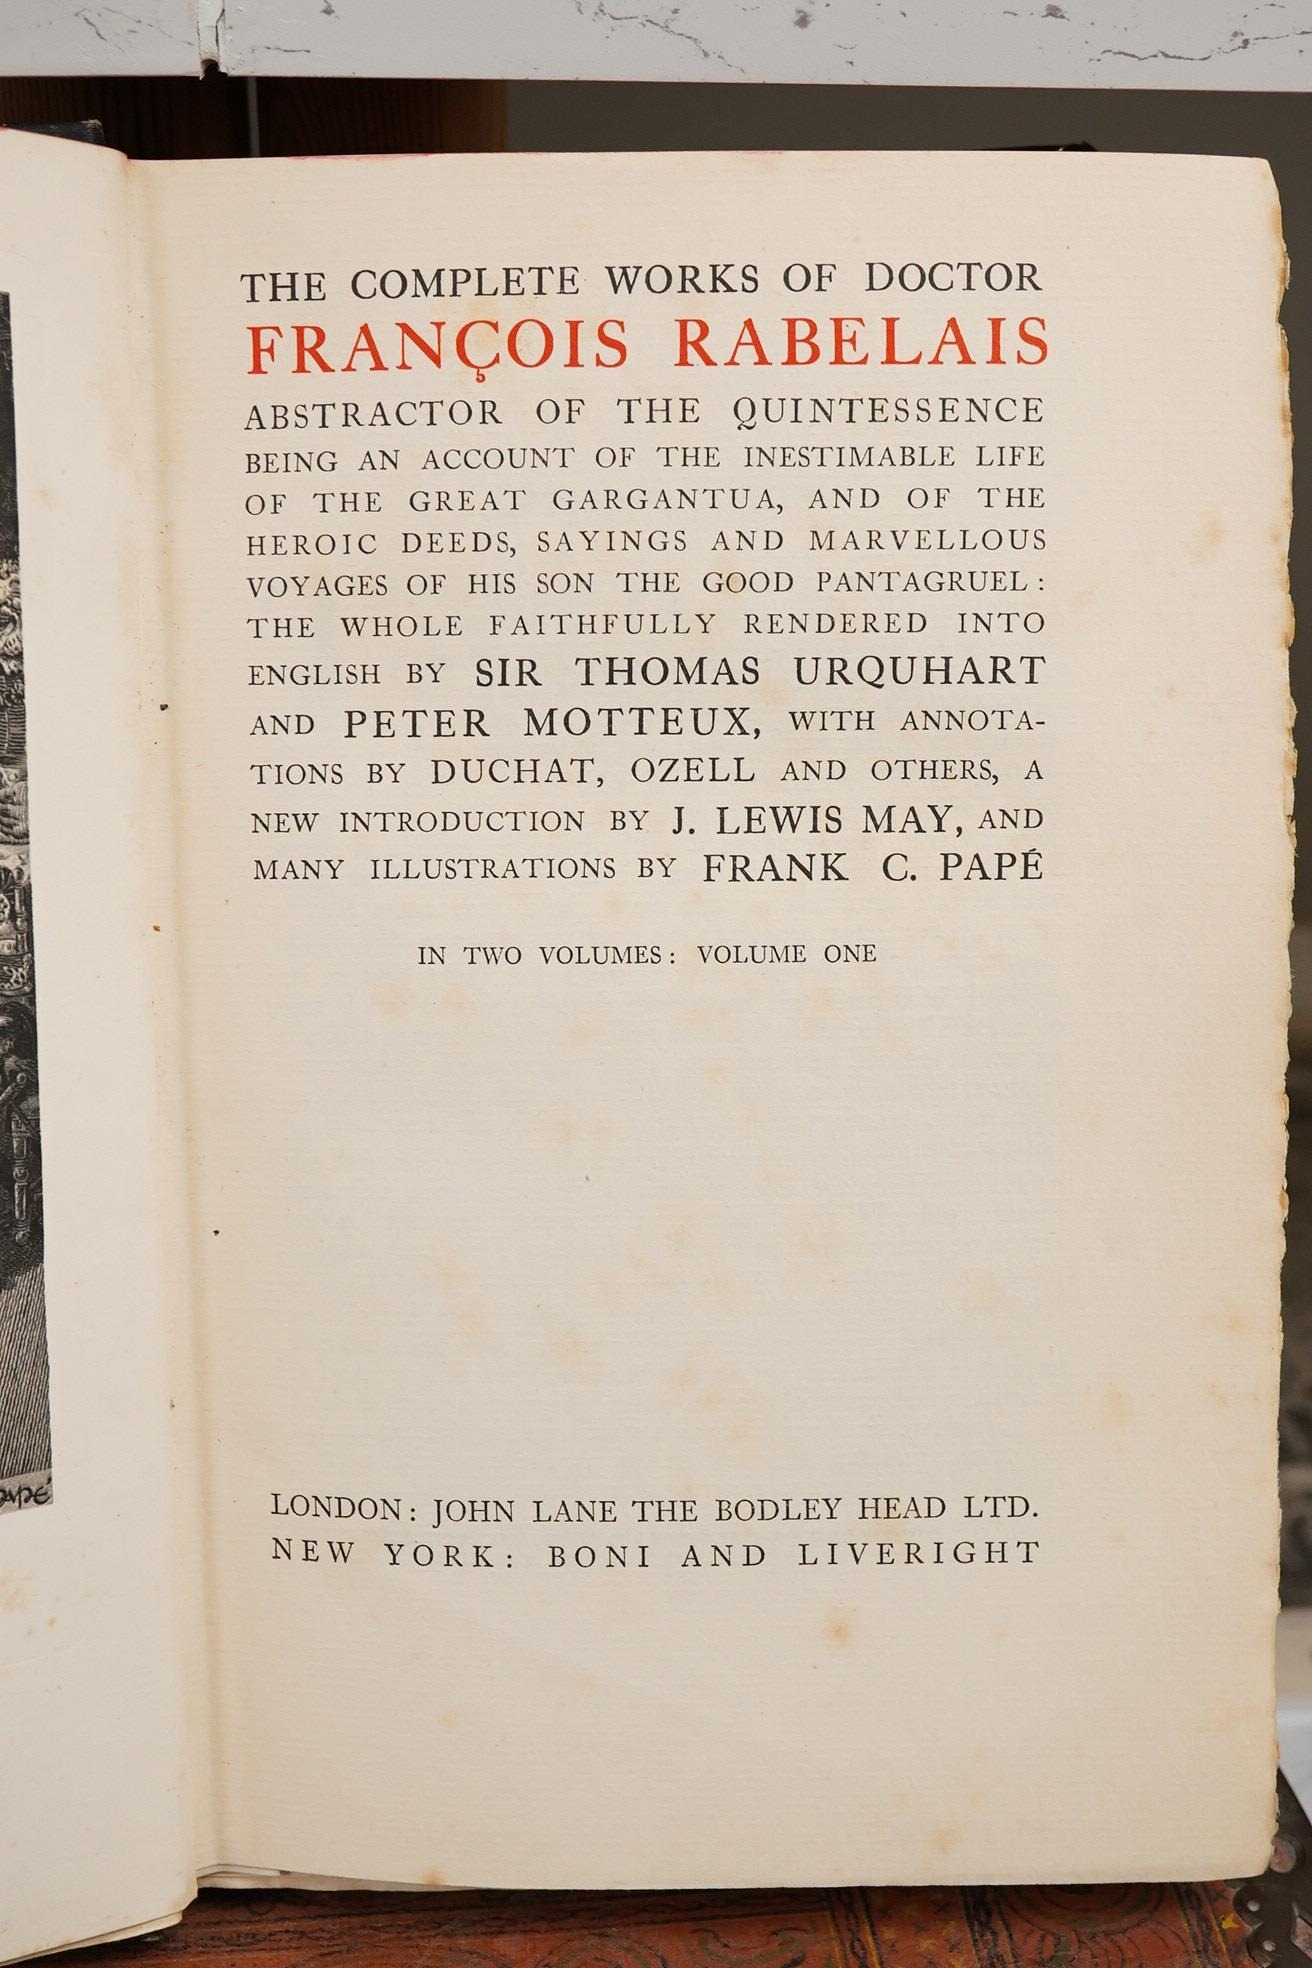 THE COMPLETE WORKS OF DOCTOR
FRANÇOIS RABELAIS
ABSTRACTOR OF THE QUINTESSENCE
BEING AN ACCOUNT OF THE INESTIMABLE LIFE
OF THE GREAT GARGANTUA, AND OF THE
HEROIC DEEDS, SAYINGS AND MARVELLOUS
VOYAGES OF HIS SON THE GOOD PANTAGRUEL:
THE WHOLE FAITHFULLY RENDERED INTO
ENGLISH BY SIR THOMAS URQUHART
AND PETER MOTTEUX, WITH ANNOTA-
TIONS BY DUCHAT, OZELL AND OTHERS, A
NEW INTRODUCTION BY J. LEWIS MAY, AND
MANY ILLUSTRATIONS BY FRANK C. PAPÉ
IN TWO VOLUMES: VOLUME ONE
LONDON: JOHN LANE THE BODLEY HEAD LTD.
NEW YORK: BONI AND LIVERIGHT